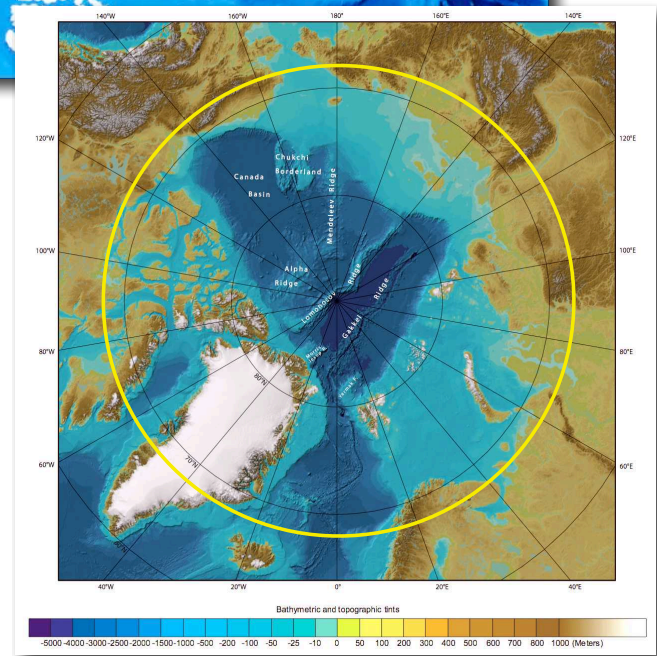 140°W
180°
160°E
140°E
120°W
120°E
Chukchi
Borderland
Canada
Basin
Mendeleev Ridge
100°W
100°E
Alpha
Ridge
Ridge
Lomonosov
Gakkel
Ridge
80°W
80°E
80°N
70°N
60°W
60°E
40°W
20°W
0°
20°E
40°E
Bathymetric and topographic tints
-5000 -4000 -3000 -2500 -2000 -1500 -1000 -500 -200 -100 -50 -25 -10 0 50 100 200 300 400 500 600 700 800 1000 (Meters)